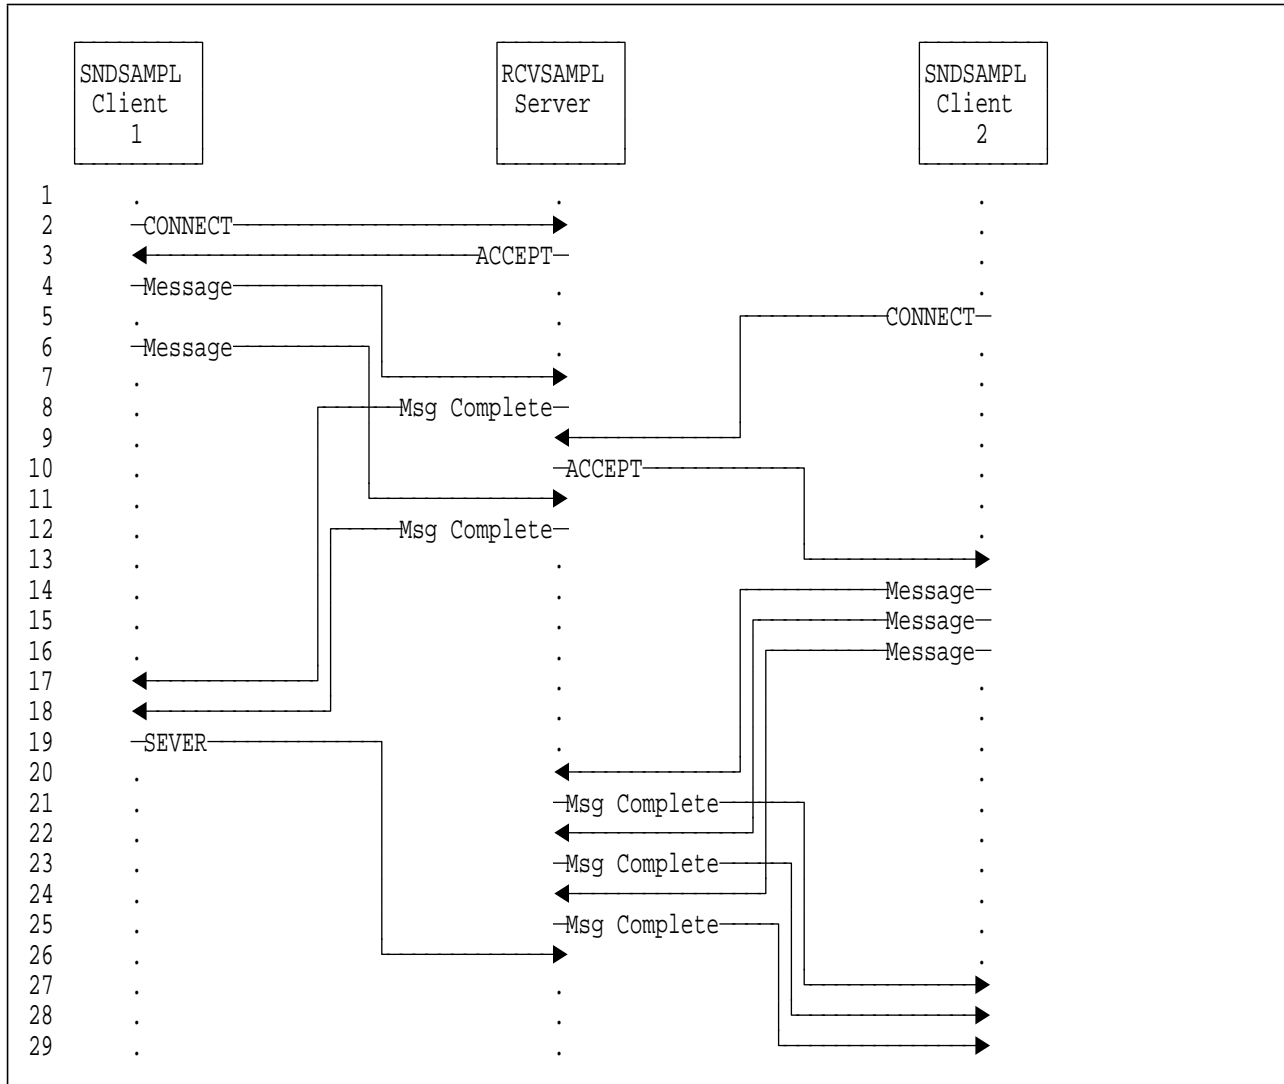 SNDSAMPL RCVSAMPL SNDSAMPL
Client Server Client
1 2
1
2 CONNECT
3 ACCEPT
4 Message
5 CONNECT
6 Message
7
8 Msg Complete
9
10 ACCEPT
11
12 Msg Complete
13
14 Message
15 Message
16 Message
17
18
19 SEVER
20
21 Msg Complete
22
23 Msg Complete
24
25 Msg Complete
26
27
28
29